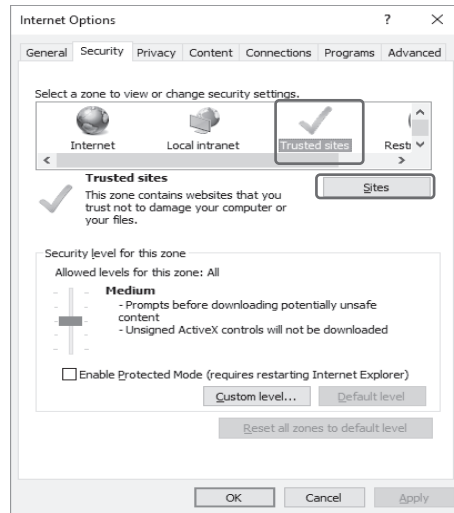 Internet Options ? ×
General Security Privacy Content Connections Programs Advanced
Select a zone to view or change security settings.
Internet Local intranet Trusted sites Restr
Trusted sites
Sites
This zone contains websites that you
trust not to damage your computer or
your files.
Security level for this zone
Allowed levels for this zone: All
Medium
- Prompts before downloading potentially unsafe
content
- Unsigned ActiveX controls will not be downloaded
Enable Protected Mode (requires restarting Internet Explorer)
Custom level... Default level
Reset all zones to default level
OK Cancel Apply